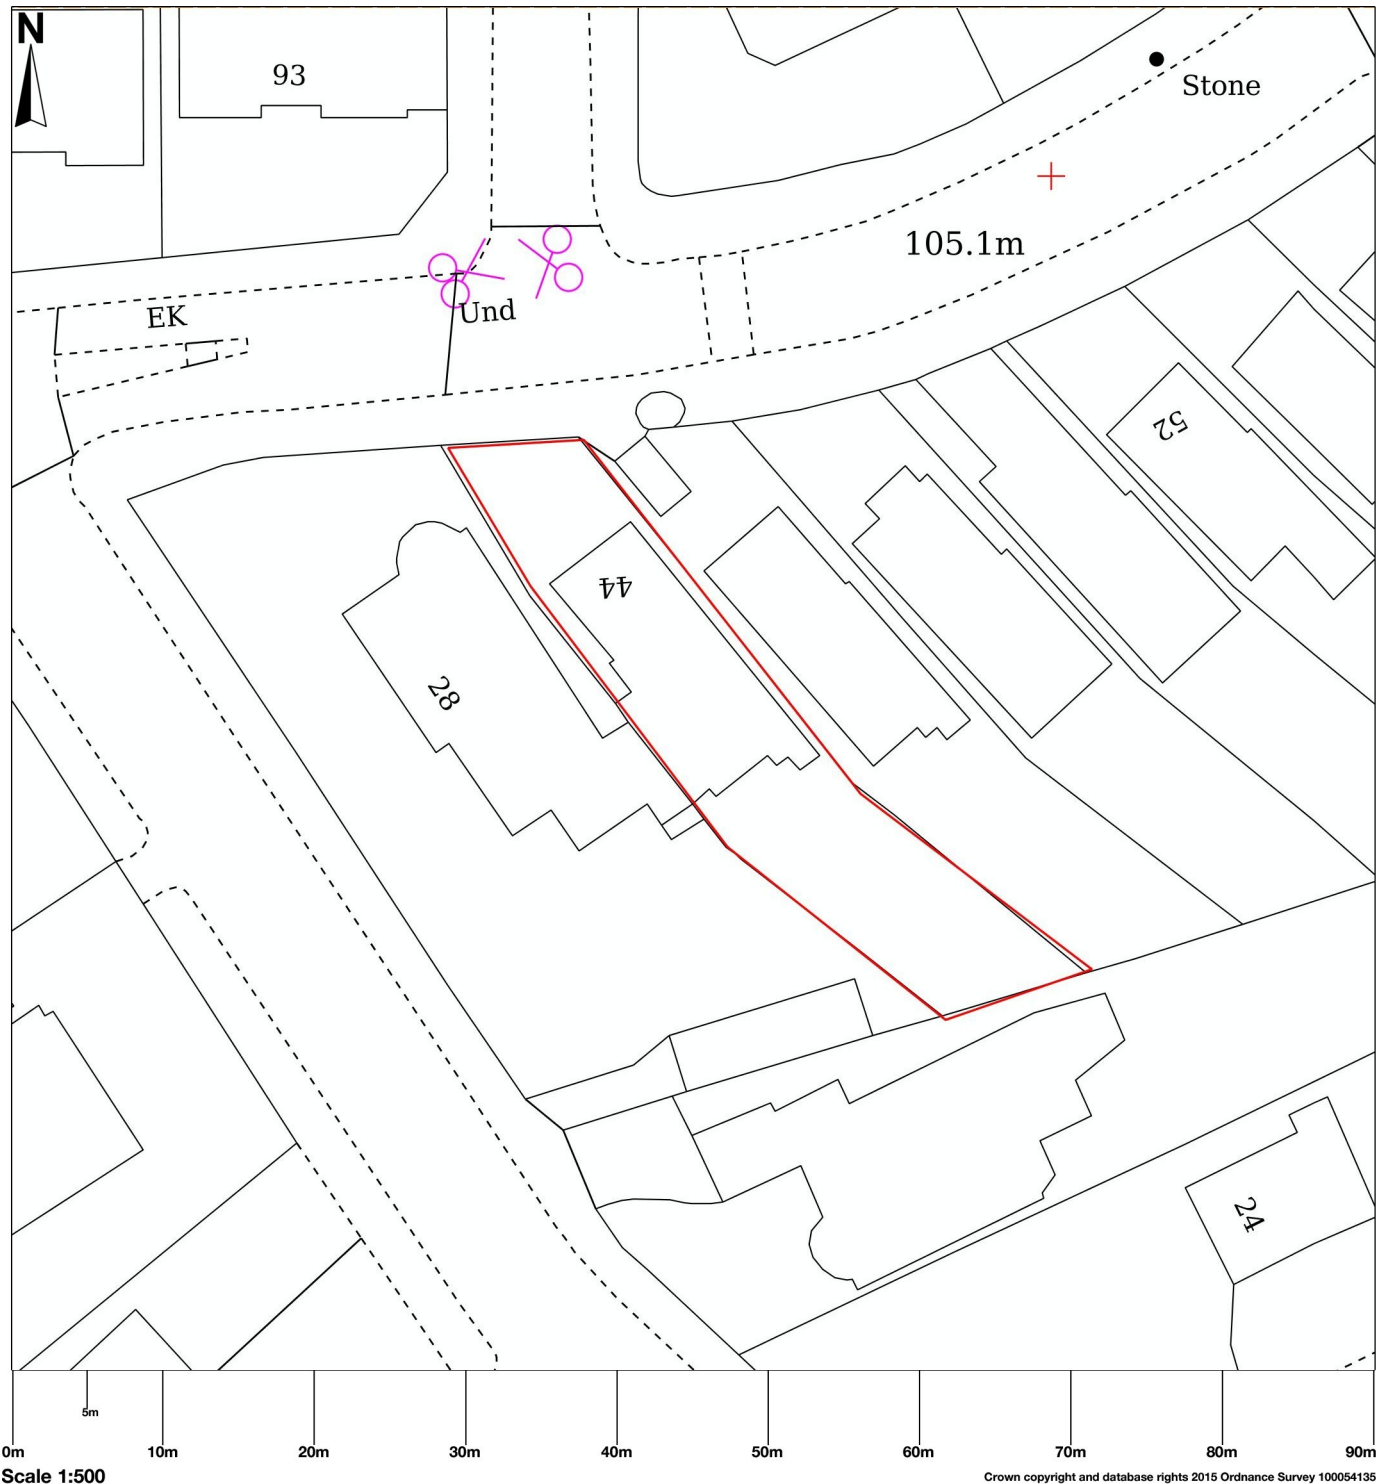 N
93
Stone
105.1m
EK
Und
52
44
28
24
5m
0m 10m 20m 30m 40m 50m 60m 70m 80m 90m
Scale 1:500
Crown copyright and database rights 2015 Ordnance Survey 100054135